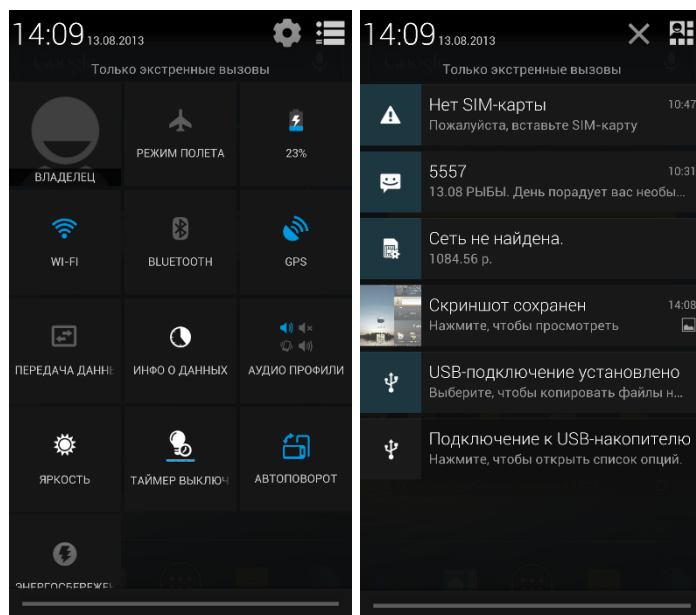 14:09 13.08.2013
Только экстренные вызовы
ВЛАДЕЛЕЦ
РЕЖИМ ПОЛЕТА
23%
WI-FI
BLUETOOTH
GPS
ПЕРЕДАЧА ДАНН
ИНФО О ДАННЫХ
АУДИО ПРОФИЛИ
ЯРКОСТЬ
ТАЙМЕР ВЫКЛЮЧ
АВТОПОВОРОТ
ЭНЕРГОСБЕРЕЖЕ
14:09 13.08.2013
Только экстренные вызовы
Нет SIM-карты 10:47
Пожалуйста, вставьте SIM-карту
5557 10:31
13.08 РЫБЫ. День порадует вас необы...
Сеть не найдена.
1084.56 р.
Скриншот сохранен 14:08
Нажмите, чтобы просмотреть
USB-подключение установлено
Выберите, чтобы копировать файлы н...
Подключение к USB-накопителю
Нажмите, чтобы открыть список опций.